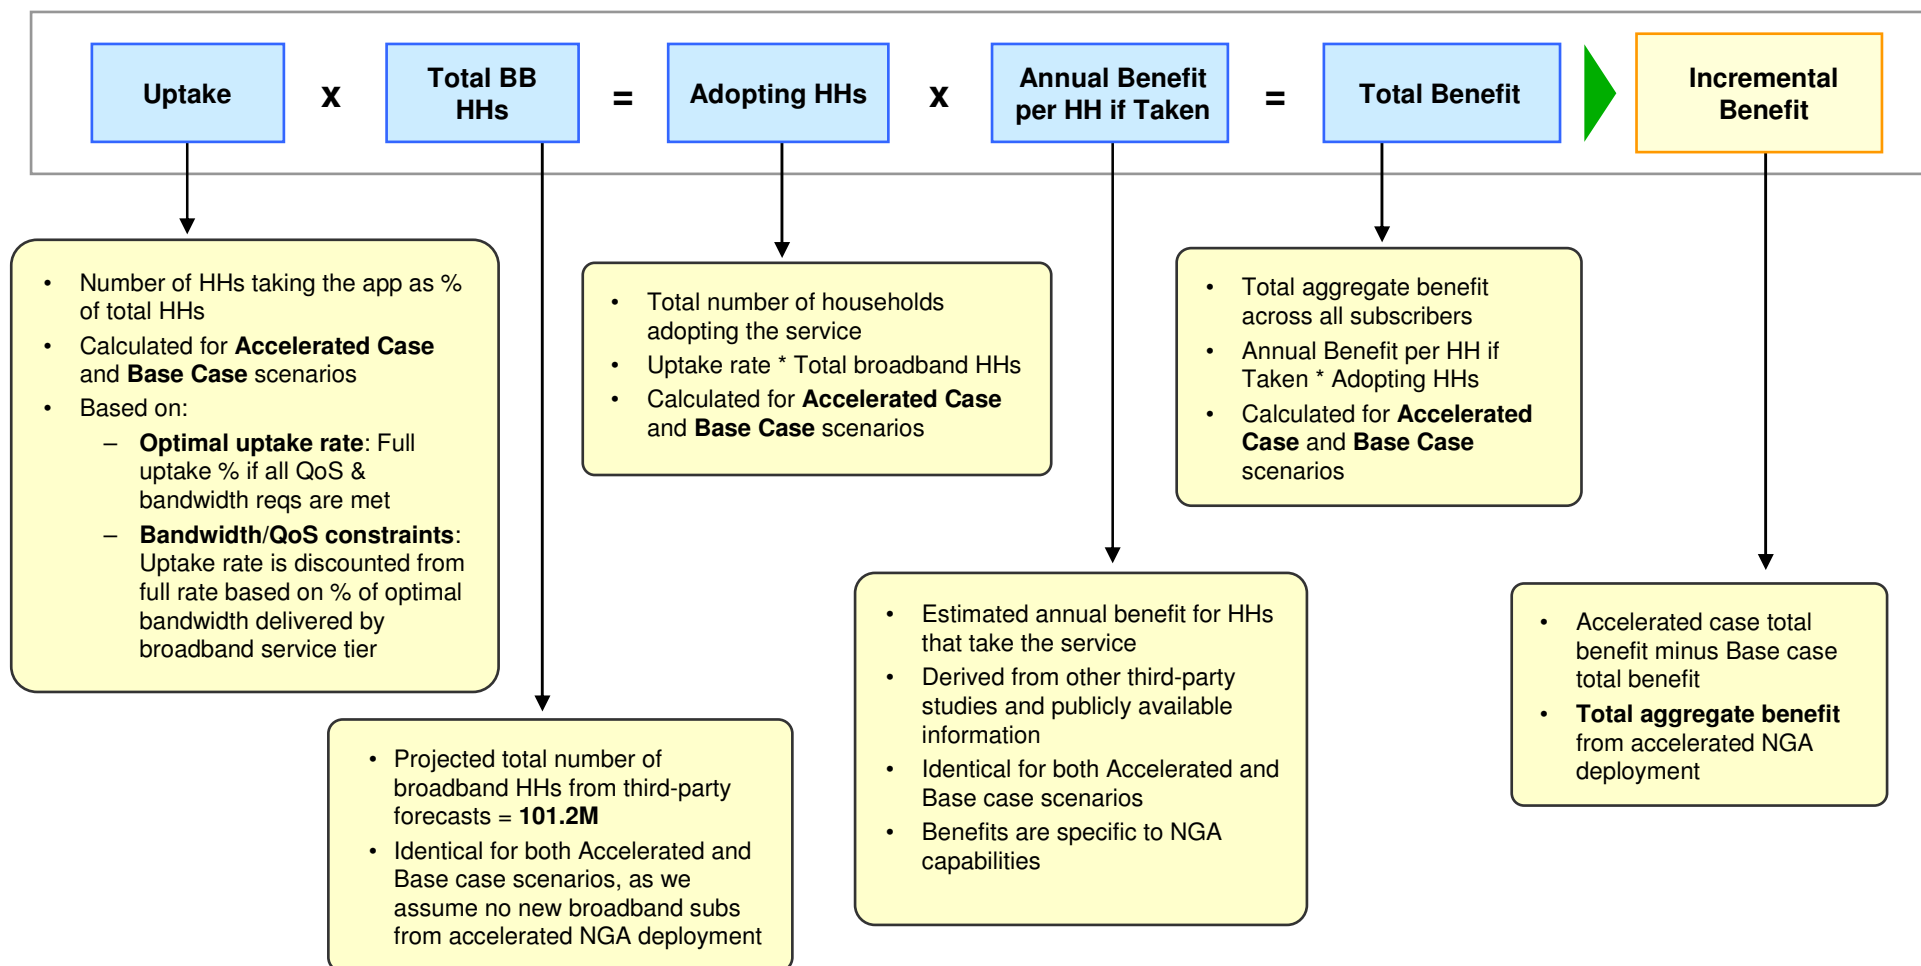 Uptake
x
Total BB
HHs
=
Adopting HHs
x
Annual Benefit
per HH if Taken
=
Total Benefit
Incremental
Benefit
• Number of HHs taking the app as %
of total HHs
• Calculated for Accelerated Case
and Base Case scenarios
• Based on:
– Optimal uptake rate: Full
uptake % if all QoS &
bandwidth reqs are met
– Bandwidth/QoS constraints:
Uptake rate is discounted from
full rate based on % of optimal
bandwidth delivered by
broadband service tier
• Projected total number of
broadband HHs from third-party
forecasts = 101.2M
• Identical for both Accelerated and
Base case scenarios, as we
assume no new broadband subs
from accelerated NGA deployment
• Total number of households
adopting the service
• Uptake rate * Total broadband HHs
• Calculated for Accelerated Case
and Base Case scenarios
• Estimated annual benefit for HHs
that take the service
• Derived from other third-party
studies and publicly available
information
• Identical for both Accelerated and
Base case scenarios
• Benefits are specific to NGA
capabilities
• Total aggregate benefit
across all subscribers
• Annual Benefit per HH if
Taken * Adopting HHs
• Calculated for Accelerated
Case and Base Case
scenarios
• Accelerated case total
benefit minus Base case
total benefit
• Total aggregate benefit
from accelerated NGA
deployment